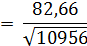 = 82,66 / √10956